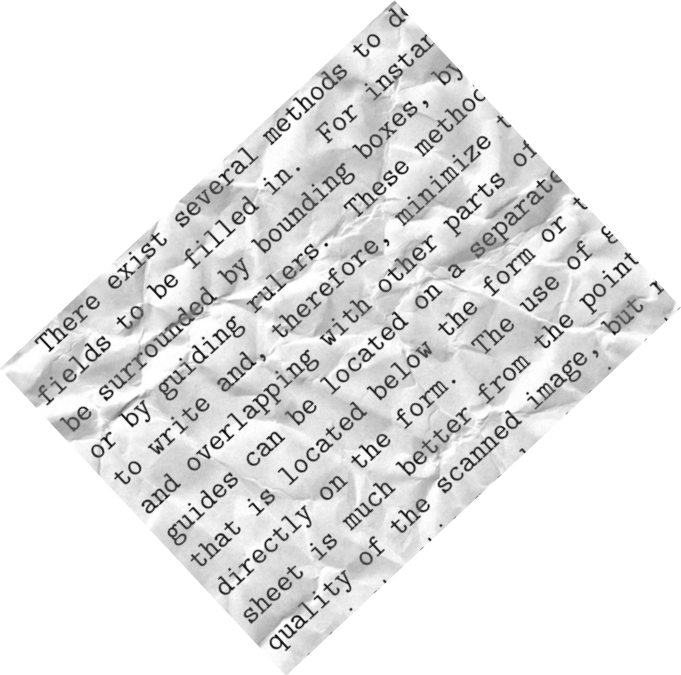 There exist several methods to
fields to be filled in. For
be surrounded by bounding boxes, by
or by guiding rulers. These
to write and, therefore, minimize
and overlapping with other parts of
guides can be located on a separate
that is located below the form or
directly on the form. The use of
sheet is much better from the point
quality of the scanned image, but